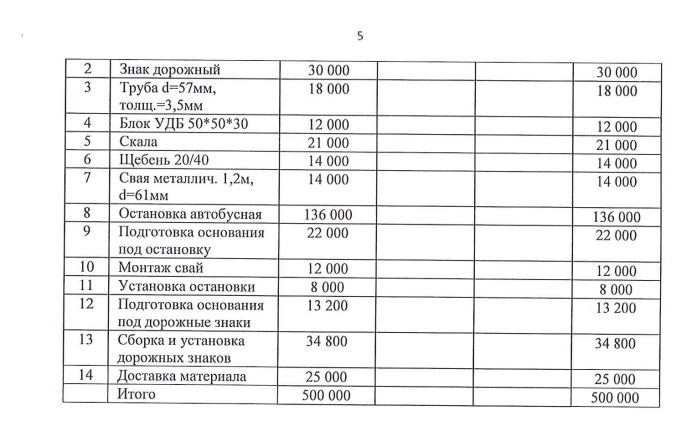 5
2 Знак дорожный 30 000 30 000
3 Труба d=57мм, 18 000 18 000
толщ.=3,5мм
4 Блок УДБ 50*50*30 12 000 12 000
5 Скала 21 000 21 000
6 Щебень 20/40 14 000 14 000
7 Свая металлич. 1,2м, 14 000 14 000
d=61мм
8 Остановка автобусная 136 000 136 000
9 Подготовка основания 22 000 22 000
под остановку
10 Монтаж свай 12 000 12 000
11 Установка остановки 8 000 8 000
12 Подготовка основания 13 200 13 200
под дорожные знаки
13 Сборка и установка 34 800 34 800
дорожных знаков
14 Доставка материала 25 000 25 000
Итого 500 000 500 000